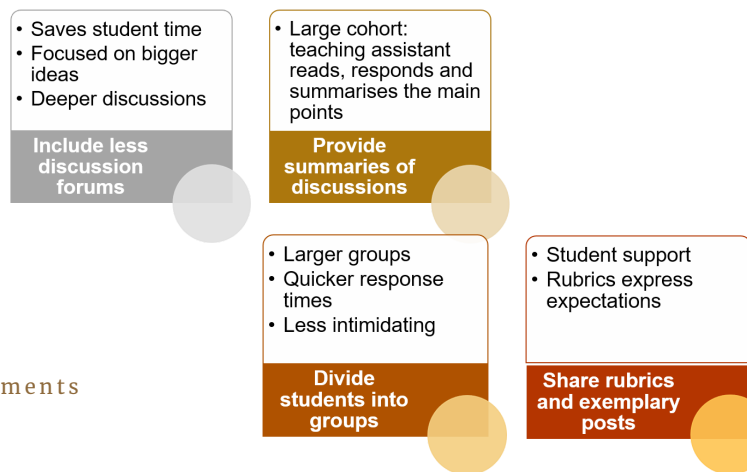 • Saves student time
• Focused on bigger
ideas
• Deeper discussions
Include less
discussion
forums
• Large cohort:
teaching assistant
reads, responds and
summarises the main
points
Provide
summaries of
discussions
• Larger groups
• Quicker response
times
• Less intimidating
Divide
students into
groups
• Student support
• Rubrics express
expectations
Share rubrics
and exemplary
posts
ments